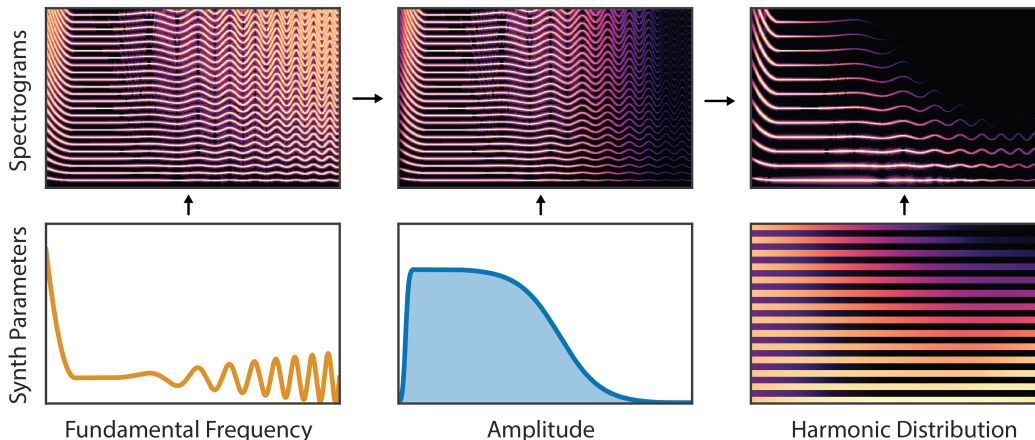 Spectrograms
Synth Parameters
Fundamental Frequency
Amplitude
Harmonic Distribution